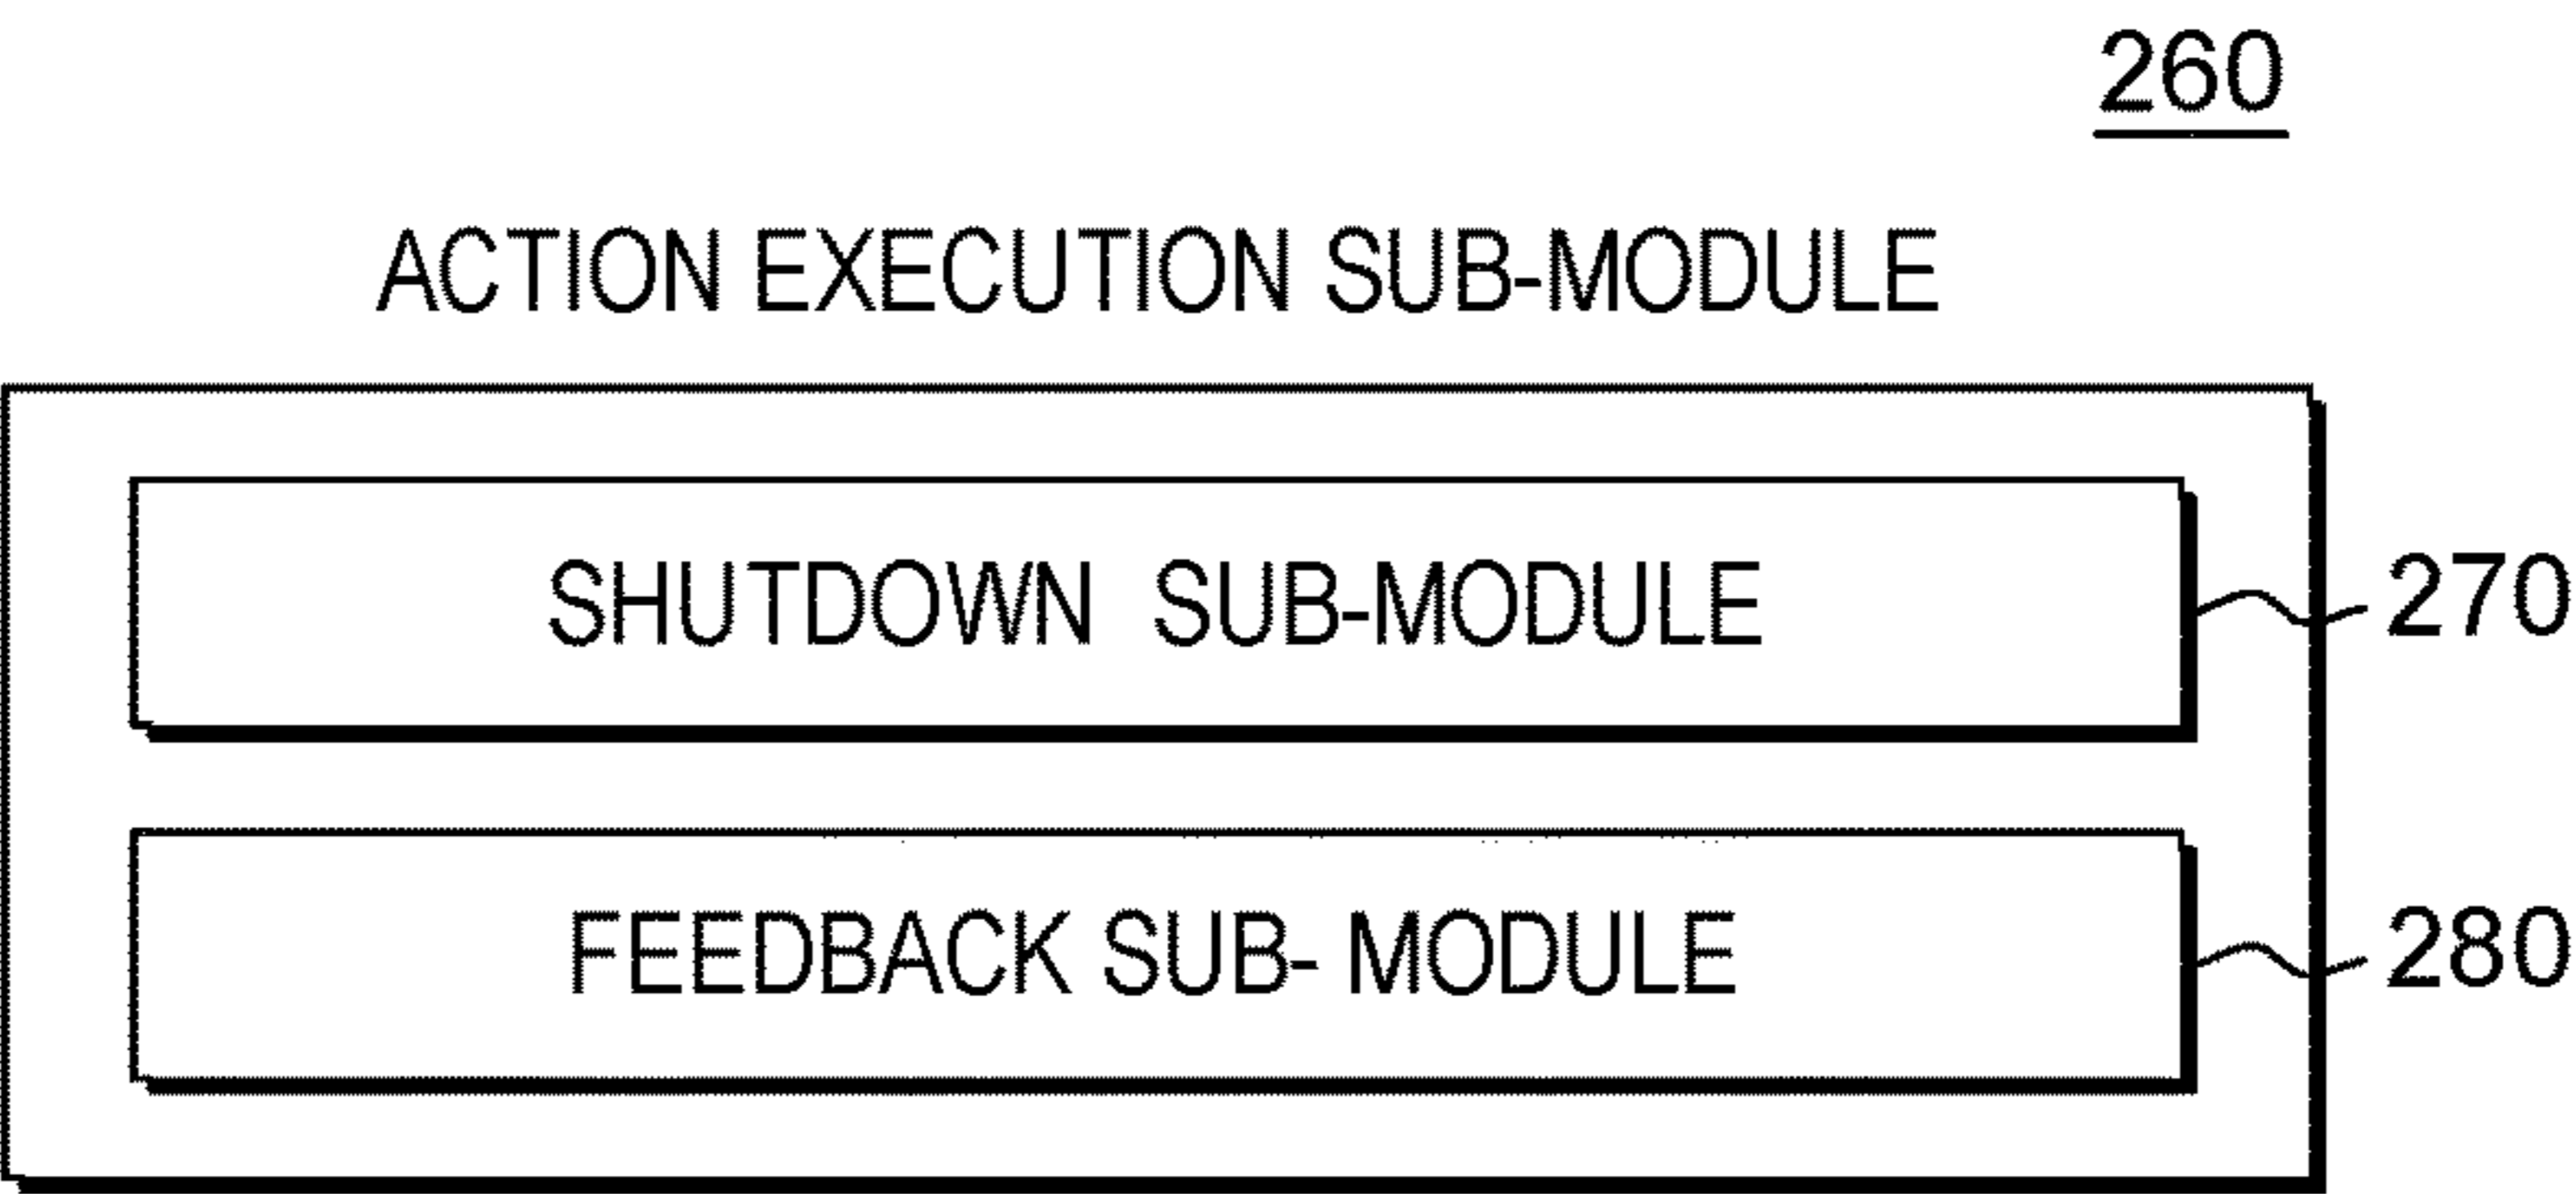 260
ACTION EXECUTION SUB-MODULE
SHUTDOWN SUB-MODULE
270
FEEDBACK SUB- MODULE
280